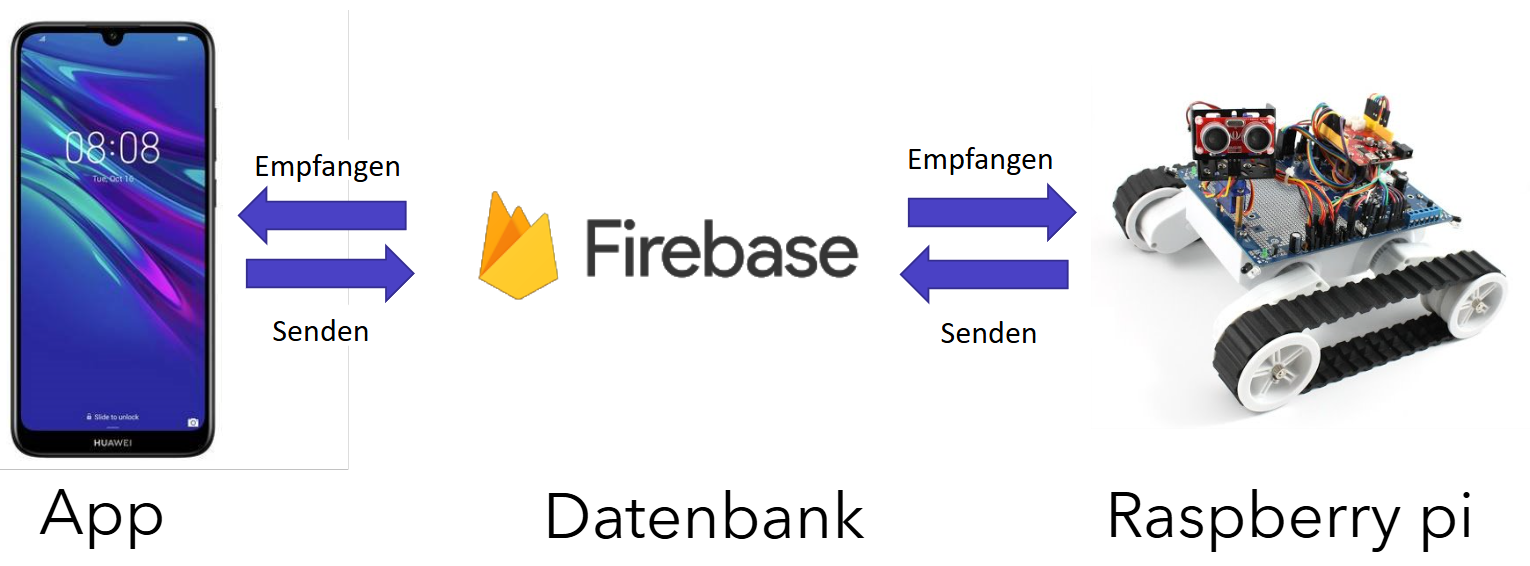 08:08
Tue, Oct 16
Slide to unlock
HUAWEI
Empfangen
Senden
Firebase
Empfangen
Senden
App
Datenbank
Raspberry pi